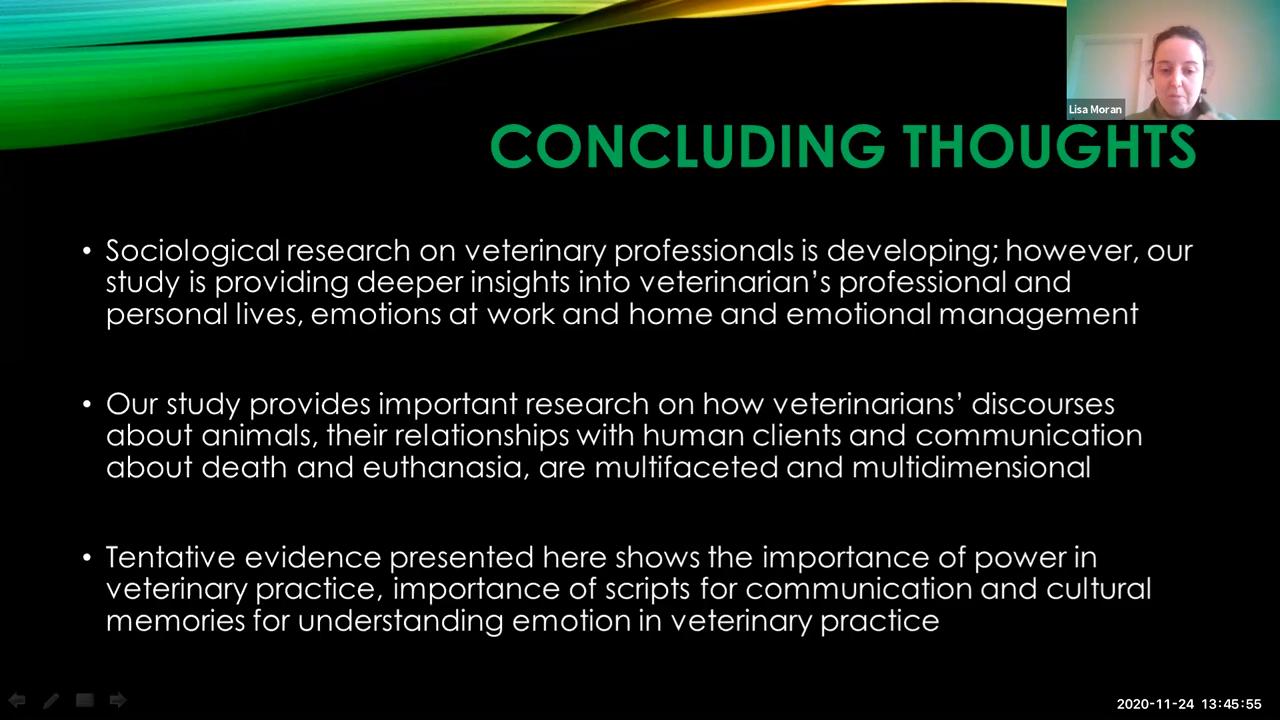 Lisa Moran
CONCLUDING THOUGHTS
• Sociological research on veterinary professionals is developing; however, our
study is providing deeper insights into veterinarian’s professional and
personal lives, emotions at work and home and emotional management
• Our study provides important research on how veterinarians’ discourses
about animals, their relationships with human clients and communication
about death and euthanasia, are multifaceted and multidimensional
• Tentative evidence presented here shows the importance of power in
veterinary practice, importance of scripts for communication and cultural
memories for understanding emotion in veterinary practice
2020-11-24 13:45:55